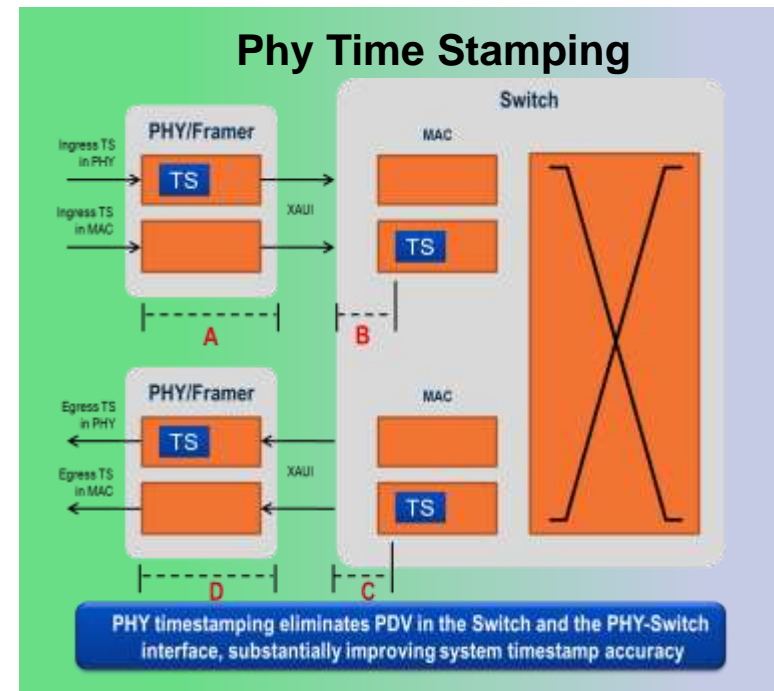 Phy Time Stamping
Switch
PHY/Framer
MAC
Ingress TS
in PHY
TS
Ingress TS
in MAC
XAUI
TS
A
B
PHY/Framer
MAC
Egress TS
in PHY
TS
Egress TS
in MAC
XAUI
TS
D
C
PHY timestamping eliminates PDV in the Switch and the PHY-Switch
interface, substantially improving system timestamp accuracy